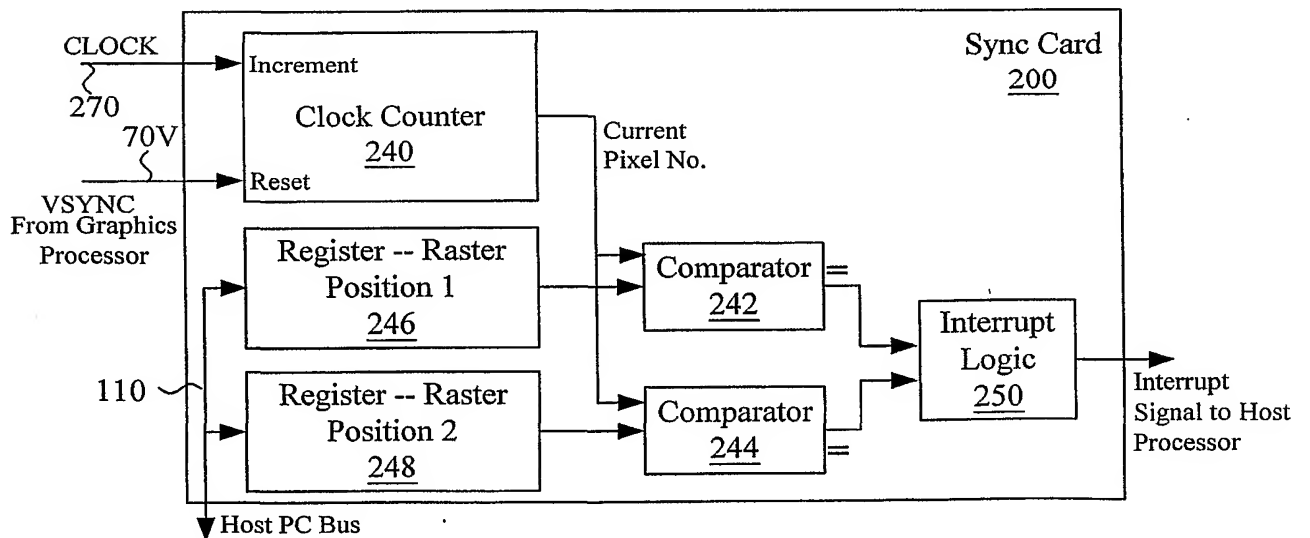 CLOCK
270
70V
VSYNC
From Graphics
Processor
Increment
Clock Counter
240
Reset
Current
Pixel No.
Sync Card
200
Register -- Raster
Position 1
246
Register -- Raster
Position 2
248
110
Host PC Bus
Comparator =
242
Comparator
244 =
Interrupt
Logic
250
Interrupt
Signal to Host
Processor